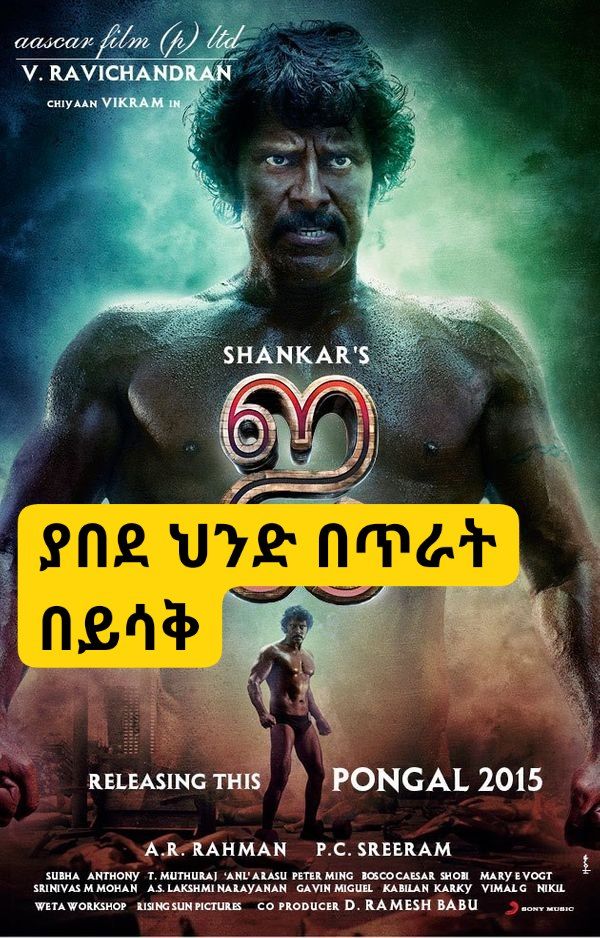 aascar film (p) ltd
V. RAVICHANDRAN
CHIYAAN VIKRAM IN
SHANKAR'S
ஐ
ያበደ ህንድ በጥራት
በይሳቅ
RELEASING THIS PONGAL 2015
A.R. RAHMAN P.C. SREERAM
SUBHA ANTHONY T. MUTHURAJ 'ANL' ARASU PETER MING BOSCO CAESAR SHOBI MARY E VOGT
SRINIVAS M MOHAN A.S. LAKSHMI NARAYANAN GAVIN MIGUEL KABILAN KARKY VIMAL G NIKIL
WETA WORKSHOP RISING SUN PICTURES CO PRODUCER D. RAMESH BABU SONY MUSIC